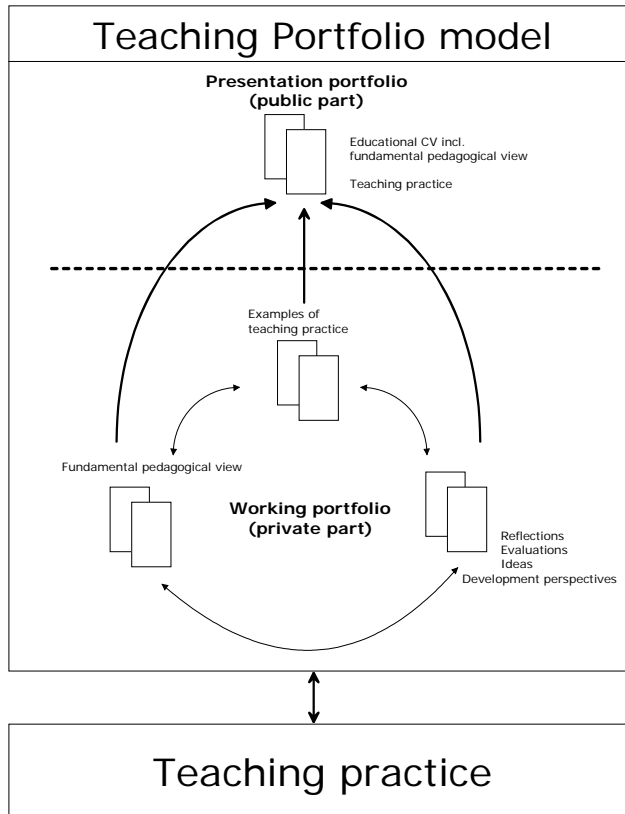 Teaching Portfolio model
Presentation portfolio
(public part)
Educational CV incl.
fundamental pedagogical view
Teaching practice
Examples of
teaching practice
Fundamental pedagogical view
Working portfolio
(private part)
Reflections
Evaluations
Ideas
Development perspectives
Teaching practice